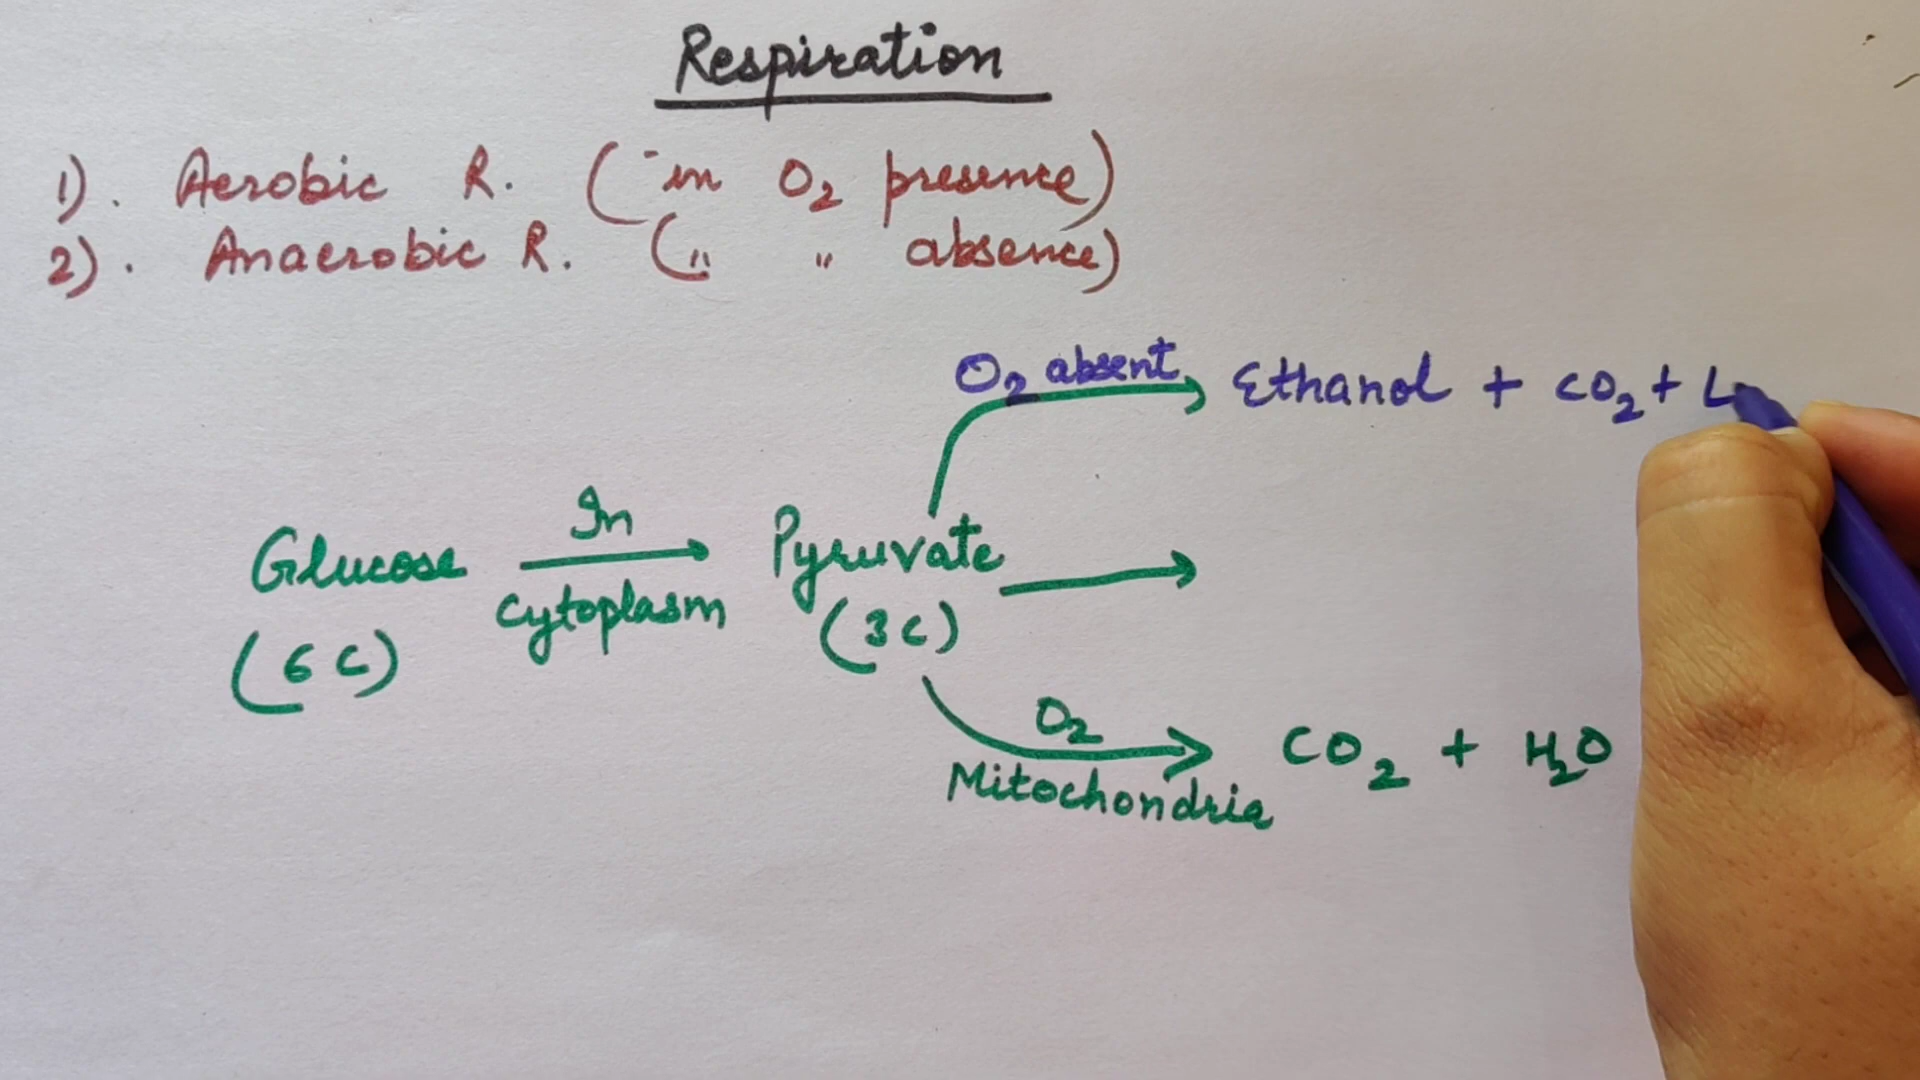 Respiration
1). Aerobic R. (in O2 presence)
2). Anaerobic R. (" " absence)
O2 absent Ethanol + CO2 + L
In
Glucose Pyruvate
cytoplasm
(6C) (3C)
O2 CO2 + H2O
Mitochondria